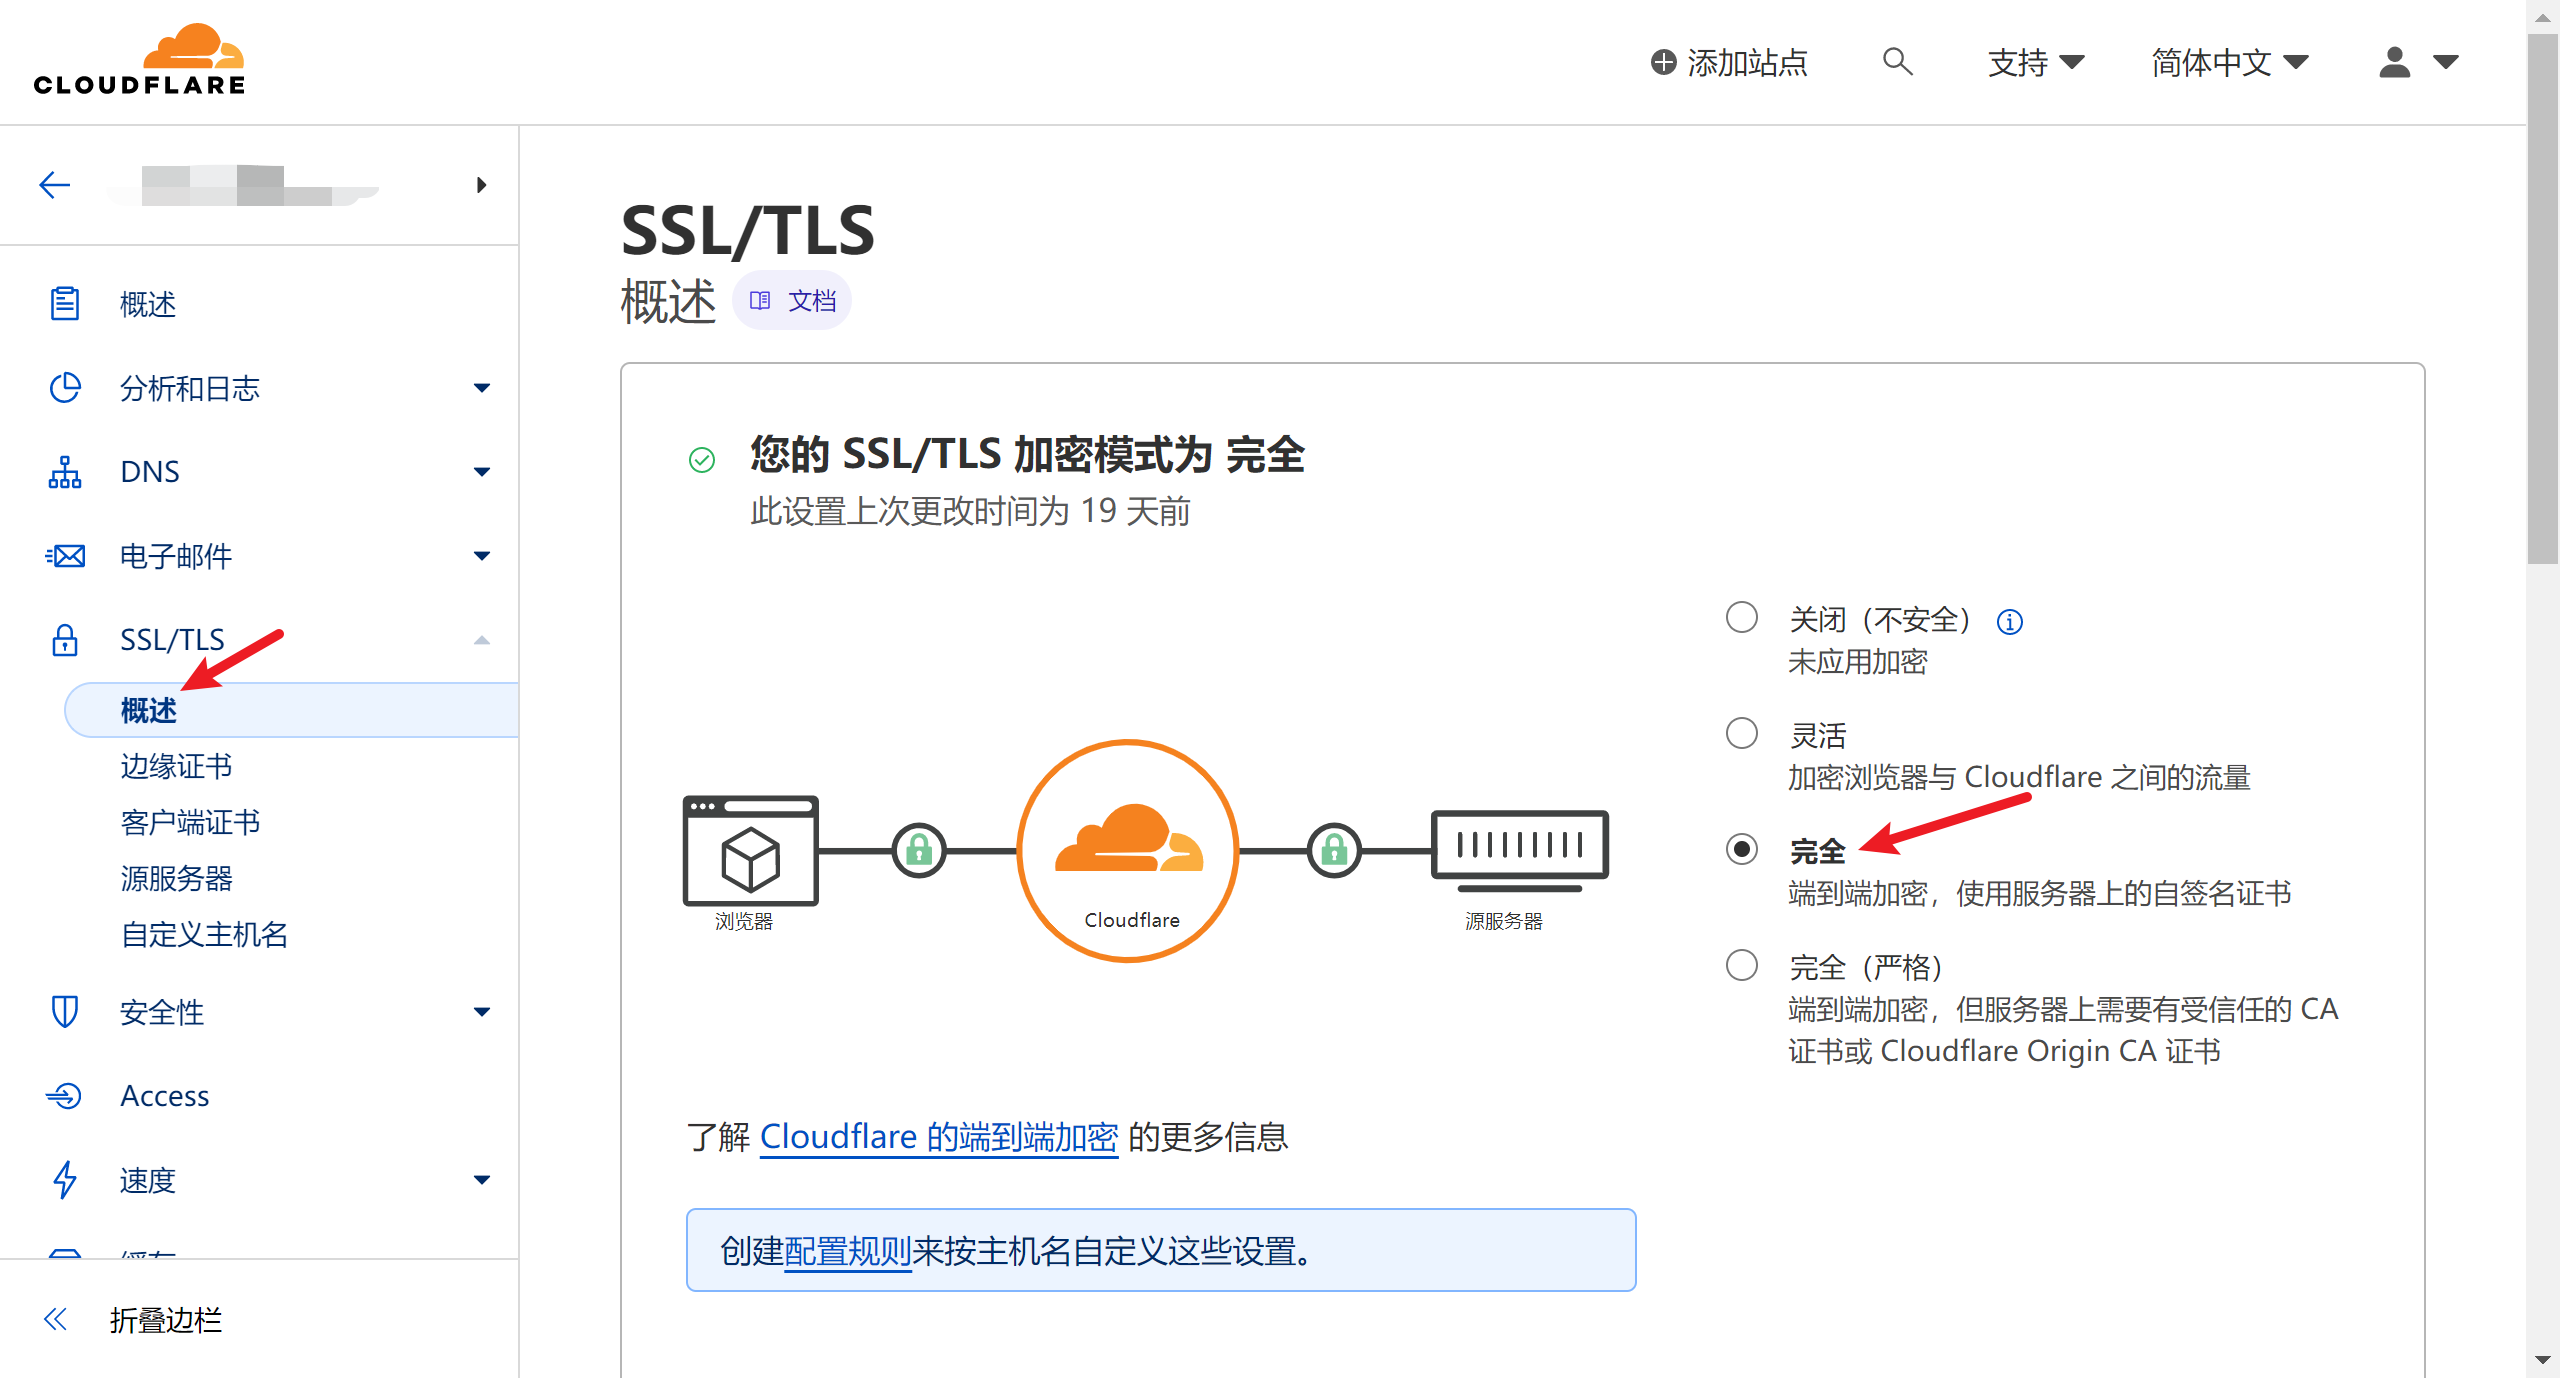 CLOUDFLARE
添加站点
支持
简体中文
概述
分析和日志
DNS
电子邮件
SSL/TLS
概述
边缘证书
客户端证书
源服务器
自定义主机名
安全性
Access
速度
折叠边栏
SSL/TLS
概述
文档
您的 SSL/TLS 加密模式为 完全
此设置上次更改时间为 19 天前
浏览器
Cloudflare
源服务器
关闭（不安全）
未应用加密
灵活
加密浏览器与 Cloudflare 之间的流量
完全
端到端加密，使用服务器上的自签名证书
完全（严格）
端到端加密，但服务器上需要有受信任的 CA
证书或 Cloudflare Origin CA 证书
了解 Cloudflare 的端到端加密 的更多信息
创建配置规则来按主机名自定义这些设置。